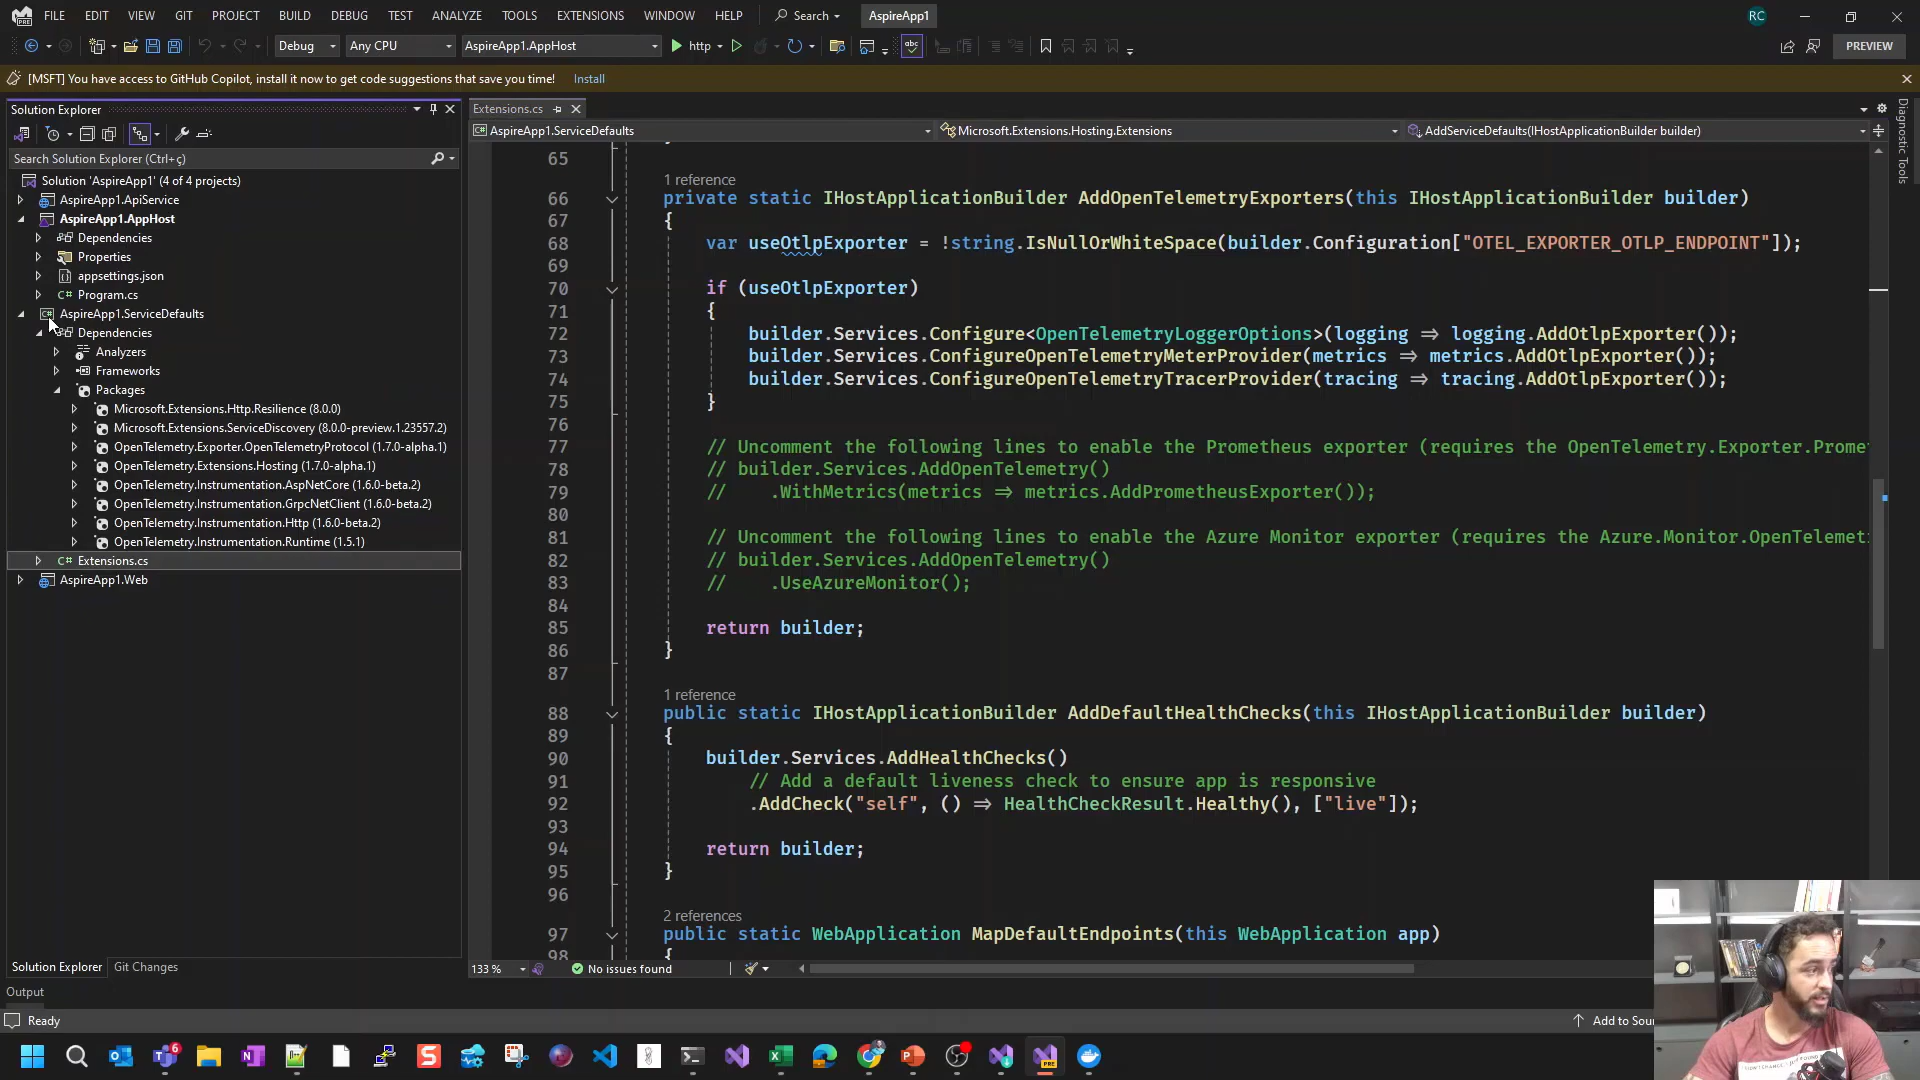 FILE EDIT VIEW GIT PROJECT BUILD DEBUG TEST ANALYZE TOOLS EXTENSIONS WINDOW HELP Search AspireApp1 RC
Debug Any CPU AspireApp1.AppHost http PREVIEW
[MSFT] You have access to GitHub Copilot, install it now to get code suggestions that save you time! Install
Solution Explorer
Search Solution Explorer (Ctrl+ç)
Solution 'AspireApp1' (4 of 4 projects)
AspireApp1.ApiService
AspireApp1.AppHost
Dependencies
Properties
appsettings.json
C# Program.cs
AspireApp1.ServiceDefaults
Dependencies
Analyzers
Frameworks
Packages
Microsoft.Extensions.Http.Resilience (8.0.0)
Microsoft.Extensions.ServiceDiscovery (8.0.0-preview.1.23557.2)
OpenTelemetry.Exporter.OpenTelemetryProtocol (1.7.0-alpha.1)
OpenTelemetry.Extensions.Hosting (1.7.0-alpha.1)
OpenTelemetry.Instrumentation.AspNetCore (1.6.0-beta.2)
OpenTelemetry.Instrumentation.GrpcNetClient (1.6.0-beta.2)
OpenTelemetry.Instrumentation.Http (1.6.0-beta.2)
OpenTelemetry.Instrumentation.Runtime (1.5.1)
C# Extensions.cs
AspireApp1.Web
Solution Explorer Git Changes
Extensions.cs
AspireApp1.ServiceDefaults Microsoft.Extensions.Hosting.Extensions AddServiceDefaults(IHostApplicationBuilder builder)
65
1 reference
66 private static IHostApplicationBuilder AddOpenTelemetryExporters(this IHostApplicationBuilder builder)
67 {
68 var useOtlpExporter = !string.IsNullOrWhiteSpace(builder.Configuration["OTEL_EXPORTER_OTLP_ENDPOINT"]);
69
70 if (useOtlpExporter)
71 {
72 builder.Services.Configure<OpenTelemetryLoggerOptions>(logging => logging.AddOtlpExporter());
73 builder.Services.ConfigureOpenTelemetryMeterProvider(metrics => metrics.AddOtlpExporter());
74 builder.Services.ConfigureOpenTelemetryTracerProvider(tracing => tracing.AddOtlpExporter());
75 }
76
77 // Uncomment the following lines to enable the Prometheus exporter (requires the OpenTelemetry.Exporter.Prome
78 // builder.Services.AddOpenTelemetry()
79 // .WithMetrics(metrics => metrics.AddPrometheusExporter());
80
81 // Uncomment the following lines to enable the Azure Monitor exporter (requires the Azure.Monitor.OpenTelemet
82 // builder.Services.AddOpenTelemetry()
83 // .UseAzureMonitor();
84
85 return builder;
86 }
87
1 reference
88 public static IHostApplicationBuilder AddDefaultHealthChecks(this IHostApplicationBuilder builder)
89 {
90 builder.Services.AddHealthChecks()
91 // Add a default liveness check to ensure app is responsive
92 .AddCheck("self", () => HealthCheckResult.Healthy(), ["live"]);
93
94 return builder;
95 }
96
2 references
97 public static WebApplication MapDefaultEndpoints(this WebApplication app)
98 {
133 % No issues found
Diagnostic Tools
Output
Ready Add to Sou